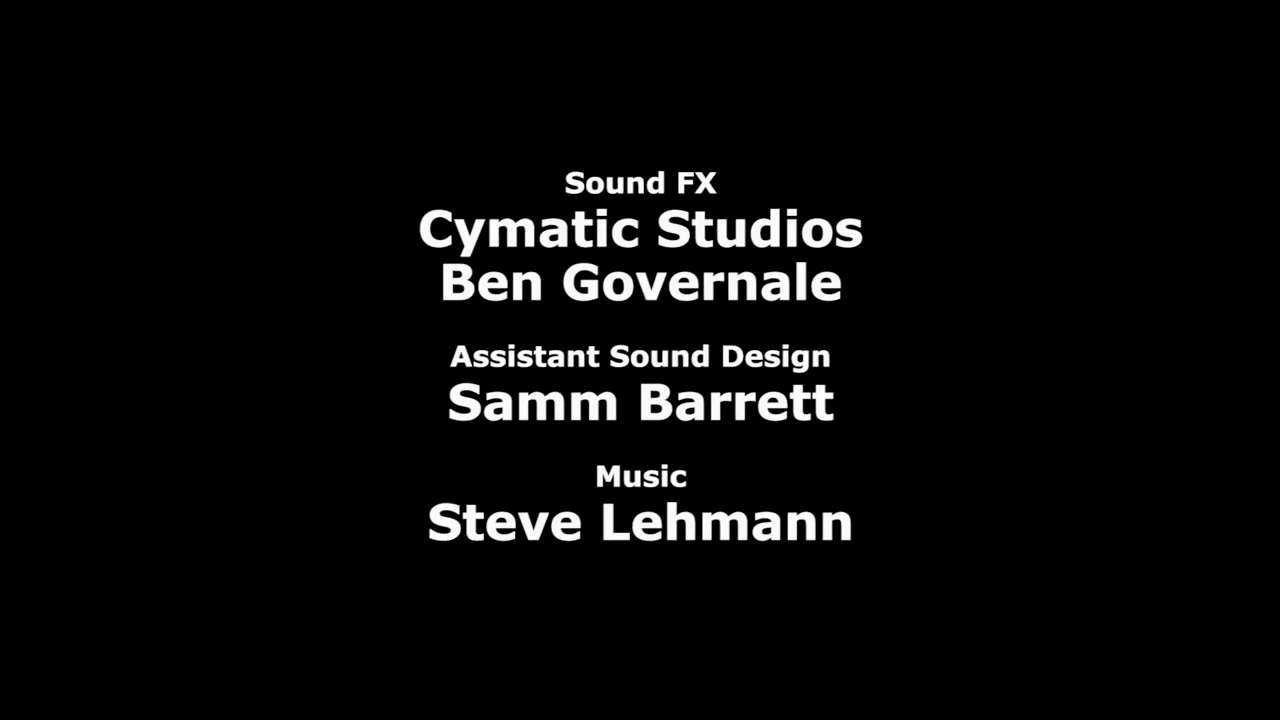 Sound FX
Cymatic Studios
Ben Governale
Assistant Sound Design
Samm Barrett
Music
Steve Lehmann